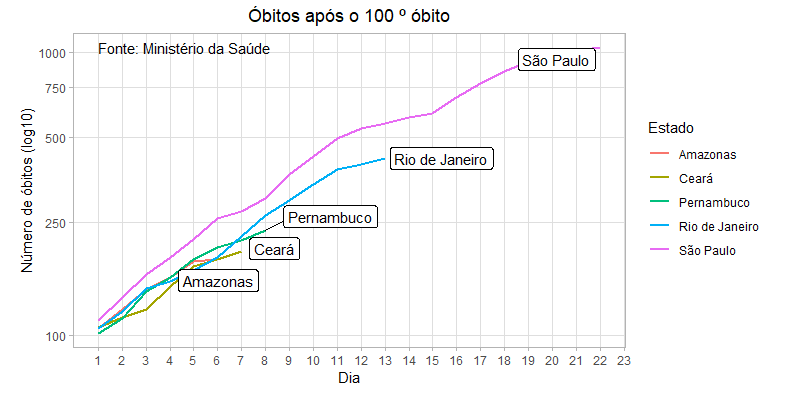 Óbitos após o 100 º óbito
Fonte: Ministério da Saúde
Número de óbitos (log10)
1000
750
500
250
100
São Paulo
Rio de Janeiro
Pernambuco
Ceará
Amazonas
1 2 3 4 5 6 7 8 9 10 11 12 13 14 15 16 17 18 19 20 21 22 23
Dia
Estado
Amazonas
Ceará
Pernambuco
Rio de Janeiro
São Paulo